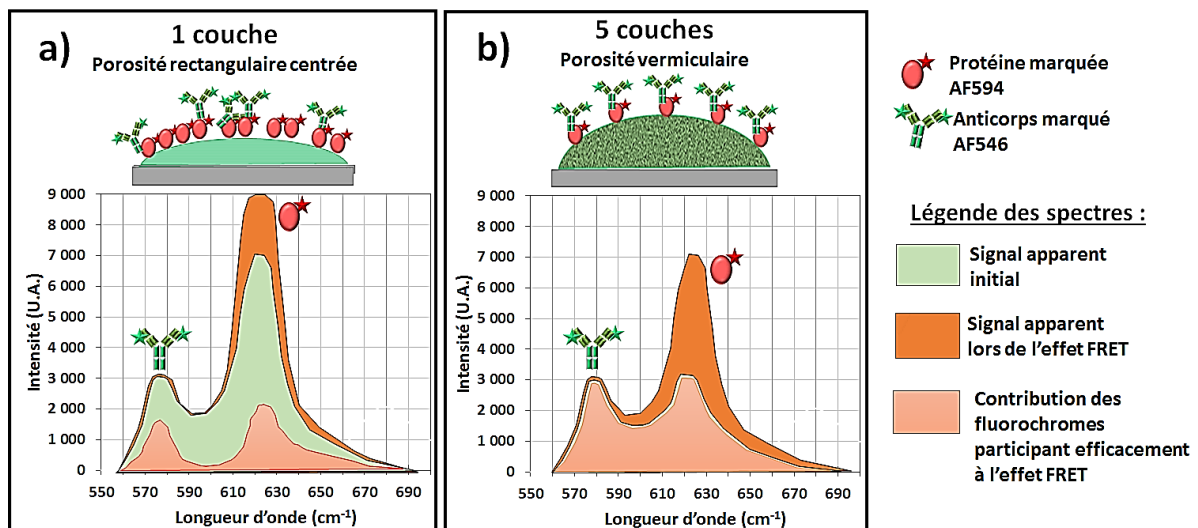 a)
1 couche
Porosité rectangulaire centrée
9 000
8 000
7 000
6 000
5 000
4 000
3 000
2 000
1 000
0
Intensité (U.A.)
550 570 590 610 630 650 670 690
Longueur d'onde (cm⁻¹)
b)
5 couches
Porosité vermiculaire
9 000
8 000
7 000
6 000
5 000
4 000
3 000
2 000
1 000
0
Intensité (U.A.)
550 570 590 610 630 650 670 690
Longueur d'onde (cm⁻¹)
Protéine marquée
AF594
Anticorps marqué
AF546
Légende des spectres :
Signal apparent
initial
Signal apparent
lors de l'effet FRET
Contribution des
fluorochromes
participant efficacement
à l'effet FRET